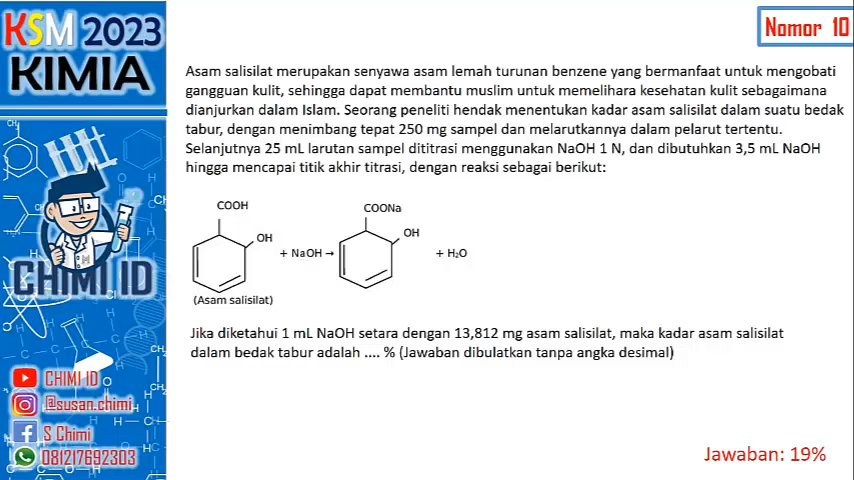 KSM 2023
KIMIA
Nomor 10
Asam salisilat merupakan senyawa asam lemah turunan benzene yang bermanfaat untuk mengobati
gangguan kulit, sehingga dapat membantu muslim untuk memelihara kesehatan kulit sebagaimana
dianjurkan dalam Islam. Seorang peneliti hendak menentukan kadar asam salisilat dalam suatu bedak
tabur, dengan menimbang tepat 250 mg sampel dan melarutkannya dalam pelarut tertentu.
Selanjutnya 25 mL larutan sampel dititrasi menggunakan NaOH 1 N, dan dibutuhkan 3,5 mL NaOH
hingga mencapai titik akhir titrasi, dengan reaksi sebagai berikut:
COOH
OH
+ NaOH →
COONa
OH
+ H₂O
(Asam salisilat)
Jika diketahui 1 mL NaOH setara dengan 13,812 mg asam salisilat, maka kadar asam salisilat
dalam bedak tabur adalah .... % (Jawaban dibulatkan tanpa angka desimal)
Jawaban: 19%
CHIMI ID
CHIMI ID
@susan.chimi
S Chimi
081217692303